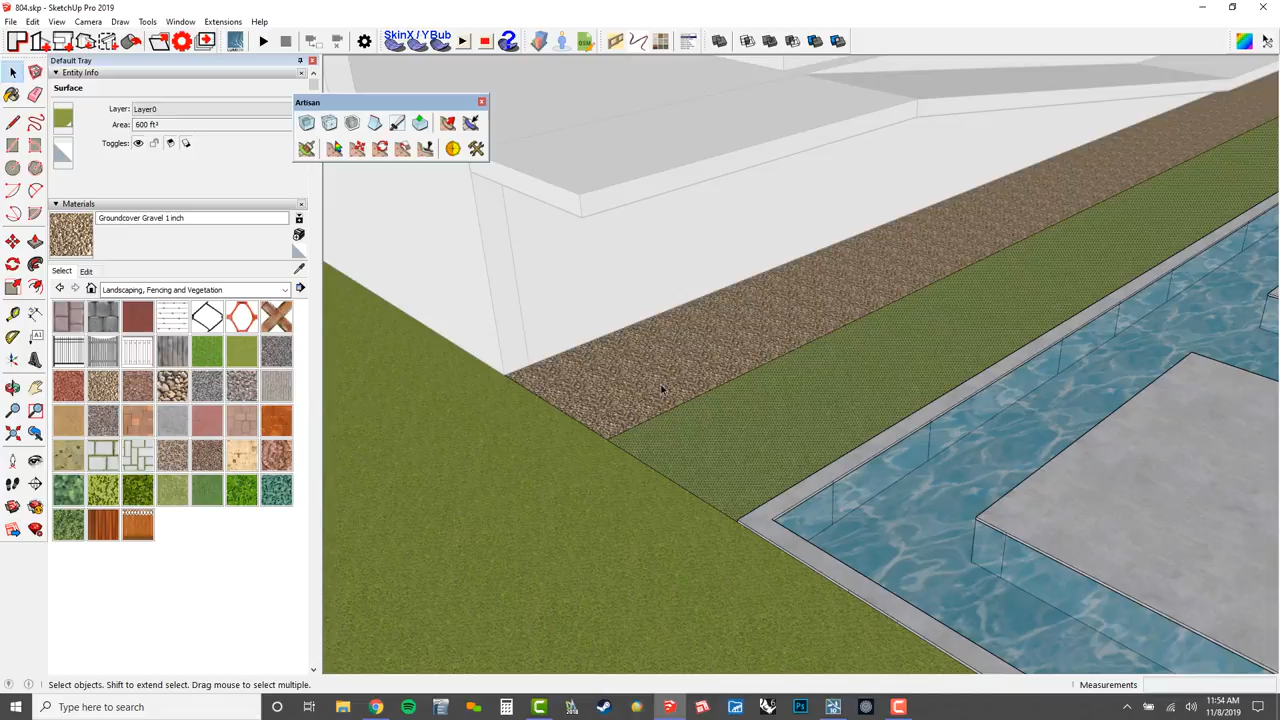 804.skp - SketchUp Pro 2019
File Edit View Camera Draw Tools Window Extensions Help
SkinX / YBub
Default Tray
Entity Info
Surface
Layer: Layer0
Area: 600 ft²
Toggles:
Artisan
Materials
Groundcover Gravel 1 inch
Select Edit
Landscaping, Fencing and Vegetation
Select objects. Shift to extend select. Drag mouse to select multiple.
Measurements
Type here to search
11:54 AM
11/8/2019